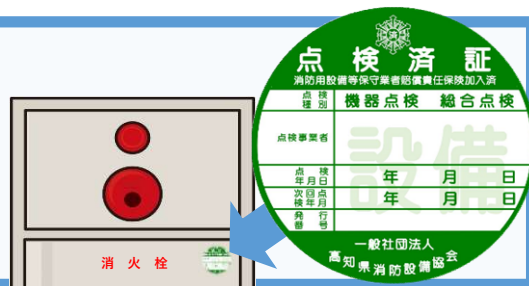 済
点検済証
消防用設備等保守業者賠償責任保険加入済
点検種別 機器点検 総合点検
点検事業者
設備
点検年月日 年 月 日
次回点検年月 年 月 日
発行番号
一般社団法人
高知県消防設備協会
消火栓